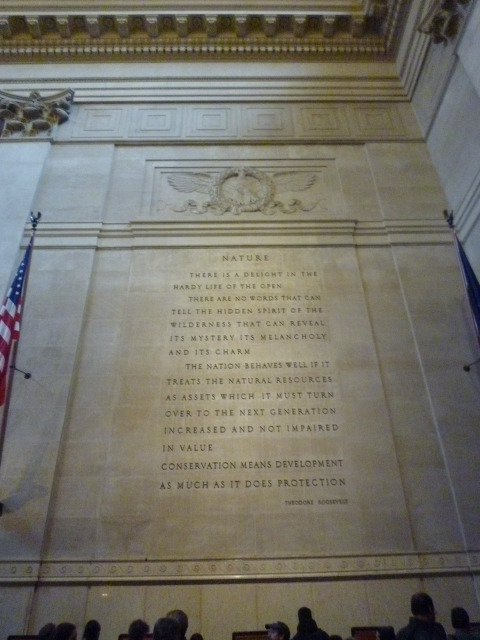 NATURE
THERE IS A DELIGHT IN THE
HARDY LIFE OF THE OPEN
THERE ARE NO WORDS THAT CAN
TELL THE HIDDEN SPIRIT OF THE
WILDERNESS THAT CAN REVEAL
ITS MYSTERY ITS MELANCHOLY
AND ITS CHARM
THE NATION BEHAVES WELL IF IT
TREATS THE NATURAL RESOURCES
AS ASSETS WHICH IT MUST TURN
OVER TO THE NEXT GENERATION
INCREASED AND NOT IMPAIRED
IN VALUE
CONSERVATION MEANS DEVELOPMENT
AS MUCH AS IT DOES PROTECTION
THEODORE ROOSEVELT